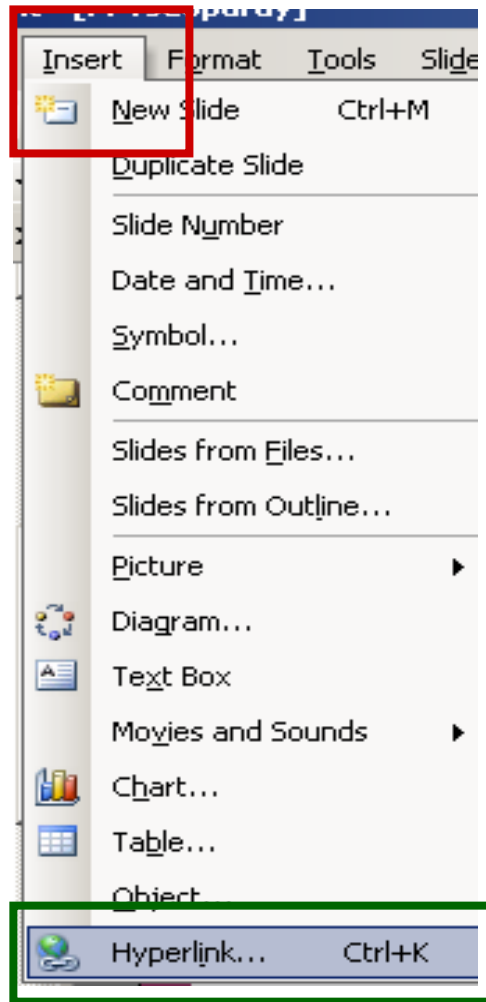 Insert Format Tools Slide
New Slide Ctrl+M
Duplicate Slide
Slide Number
Date and Time...
Symbol...
Comment
Slides from Files...
Slides from Outline...
Picture
Diagram...
Text Box
Movies and Sounds
Chart...
Table...
Object...
Hyperlink... Ctrl+K